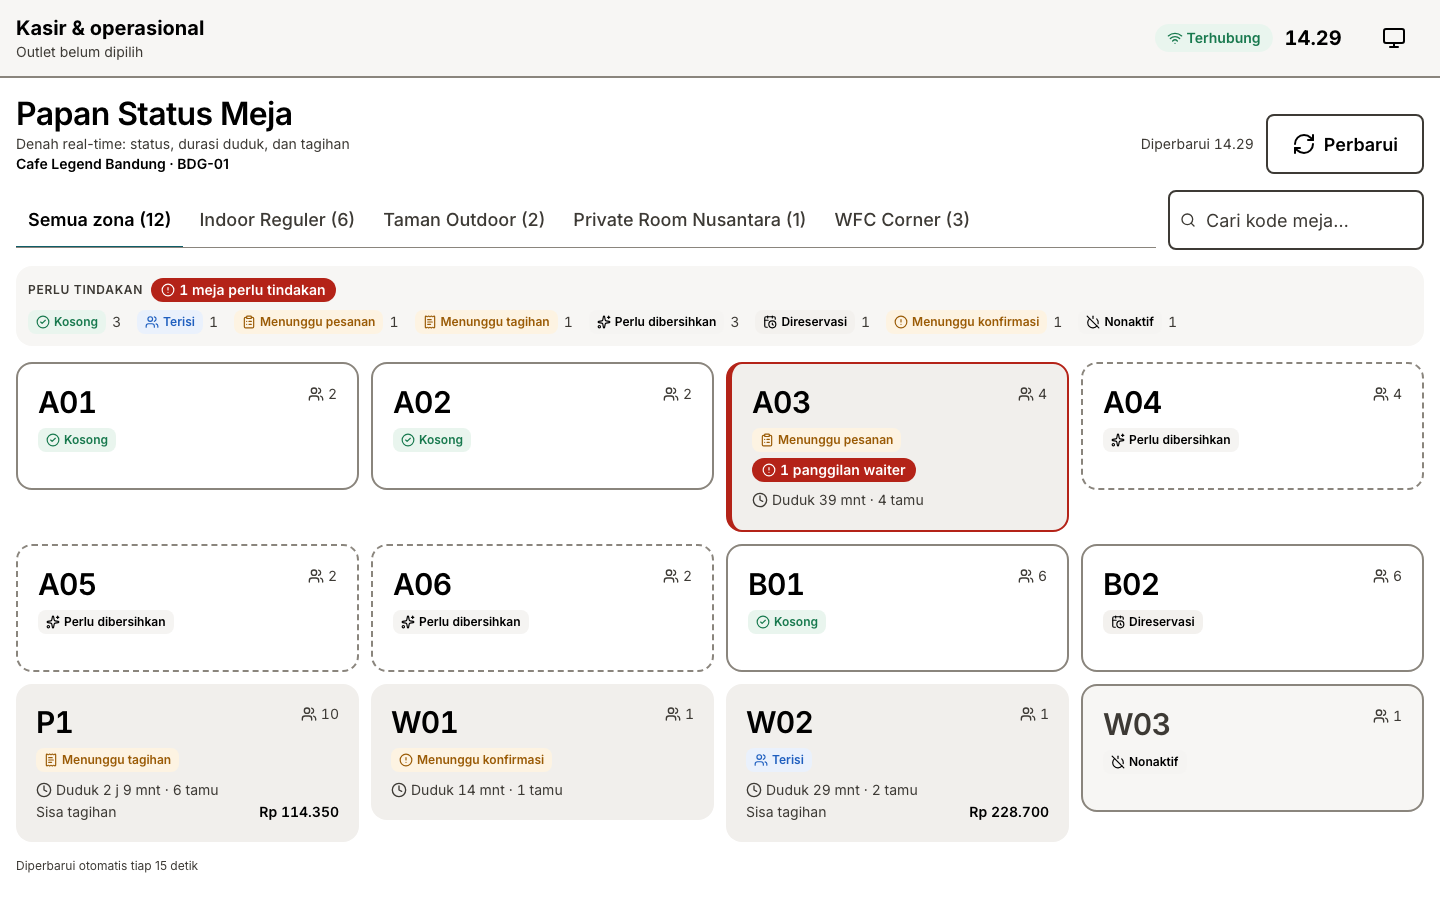 Kasir & operasional
Outlet belum dipilih
Terhubung
14.29
Papan Status Meja
Denah real-time: status, durasi duduk, dan tagihan
Cafe Legend Bandung · BDG-01
Diperbarui 14.29
Perbarui
Semua zona (12)
Indoor Reguler (6)
Taman Outdoor (2)
Private Room Nusantara (1)
WFC Corner (3)
Cari kode meja...
PERLU TINDAKAN
1 meja perlu tindakan
Kosong 3
Terisi 1
Menunggu pesanan 1
Menunggu tagihan 1
Perlu dibersihkan 3
Direservasi 1
Menunggu konfirmasi 1
Nonaktif 1
A01
2
Kosong
A02
2
Kosong
A03
4
Menunggu pesanan
1 panggilan waiter
Duduk 39 mnt · 4 tamu
A04
4
Perlu dibersihkan
A05
2
Perlu dibersihkan
A06
2
Perlu dibersihkan
B01
6
Kosong
B02
6
Direservasi
P1
10
Menunggu tagihan
Duduk 2 j 9 mnt · 6 tamu
Sisa tagihan Rp 114.350
W01
1
Menunggu konfirmasi
Duduk 14 mnt · 1 tamu
W02
1
Terisi
Duduk 29 mnt · 2 tamu
Sisa tagihan Rp 228.700
W03
1
Nonaktif
Diperbarui otomatis tiap 15 detik